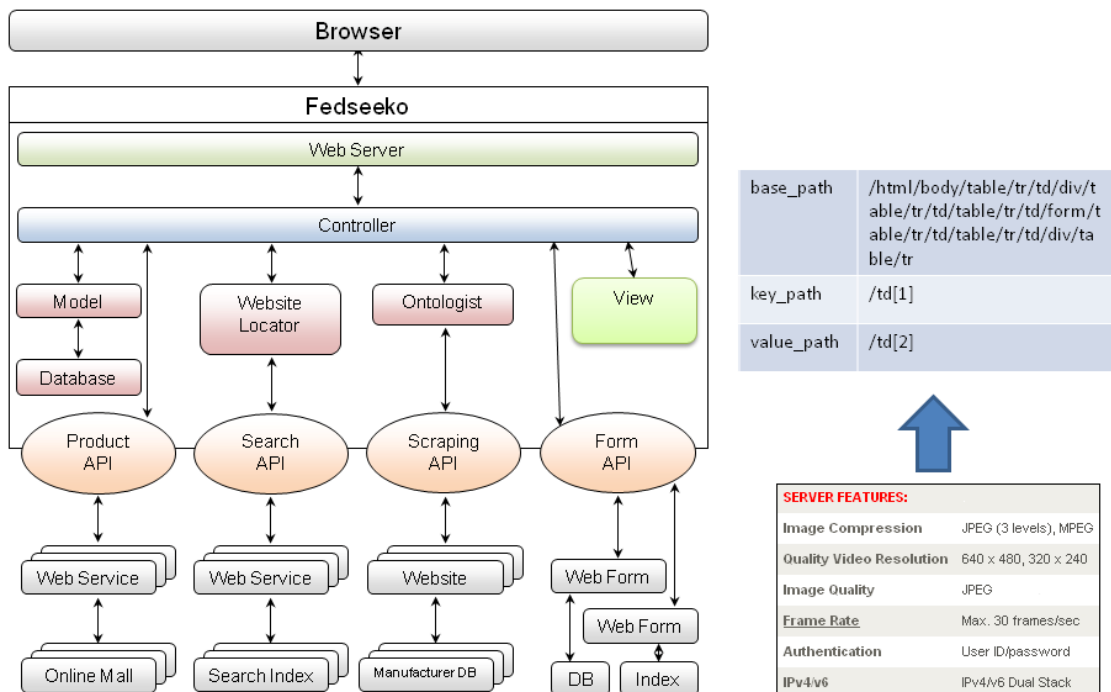 Browser
Fedseeko
Web Server
Controller
Model
Database
Website
Locator
Ontologist
View
Product
API
Search
API
Scraping
API
Form
API
Web Service
Web Service
Website
Web Form
Web Form
Online Mall
Search Index
Manufacturer DB
DB
Index
base_path
/html/body/table/tr/td/div/t
able/tr/td/table/tr/td/form/t
able/tr/td/table/tr/td/div/ta
ble/tr
key_path
/td[1]
value_path
/td[2]
SERVER FEATURES:
Image Compression JPEG (3 levels), MPEG
Quality Video Resolution 640 x 480, 320 x 240
Image Quality JPEG
Frame Rate Max. 30 frames/sec
Authentication User ID/password
IPv4/v6 IPv4/v6 Dual Stack